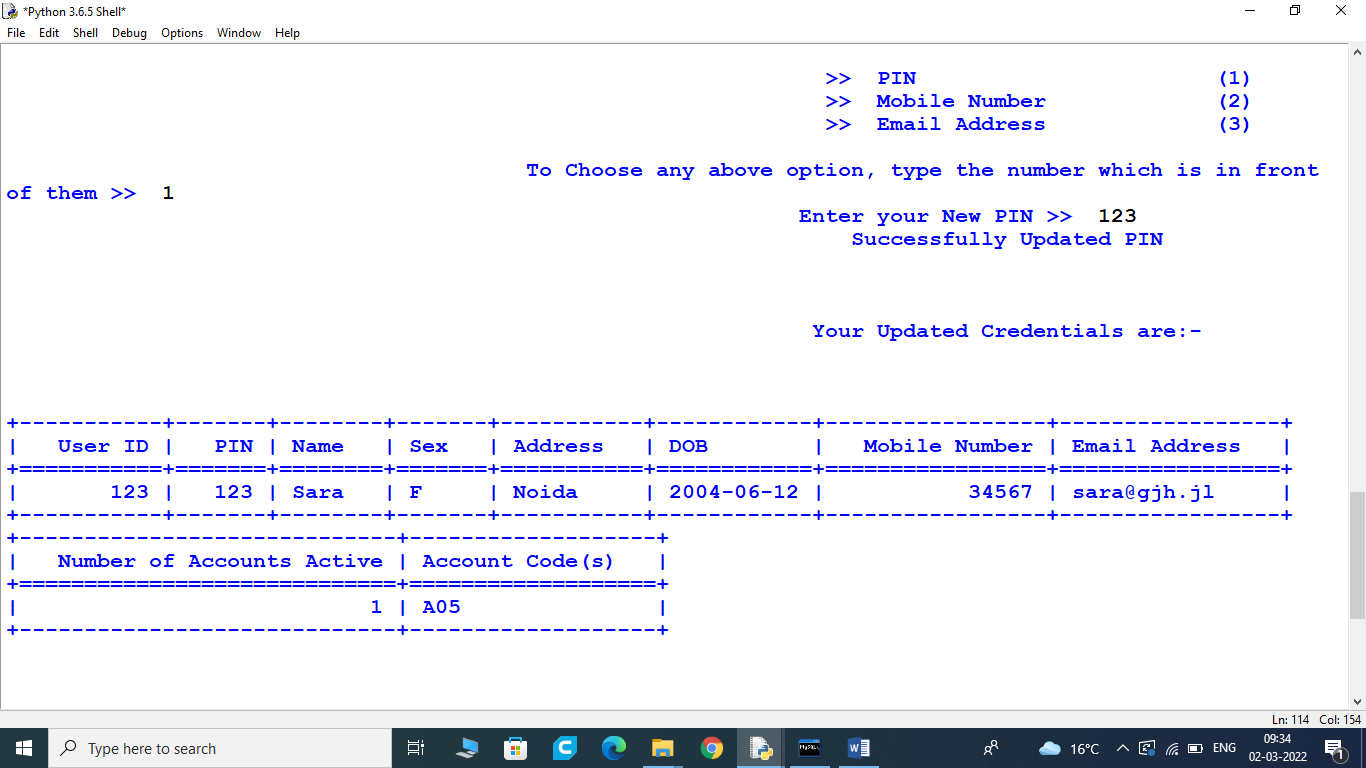 *Python 3.6.5 Shell*
File Edit Shell Debug Options Window Help
>> PIN (1)
>> Mobile Number (2)
>> Email Address (3)
To Choose any above option, type the number which is in front
of them >> 1
Enter your New PIN >> 123
Successfully Updated PIN
Your Updated Credentials are:-
+-----------+-------+--------+-------+-----------+------------+-----------------+-----------------+
| User ID | PIN | Name | Sex | Address | DOB | Mobile Number | Email Address |
+===========+=======+========+=======+===========+============+=================+=================+
| 123 | 123 | Sara | F | Noida | 2004-06-12 | 34567 | sara@gjh.jl |
+-----------+-------+--------+-------+-----------+------------+-----------------+-----------------+
+-----------------------------+-------------------+
| Number of Accounts Active | Account Code(s) |
+=============================+===================+
| 1 | A05 |
+-----------------------------+-------------------+
Ln: 114 Col: 154
Type here to search
MySQL
16°C
ENG
09:34
02-03-2022
1